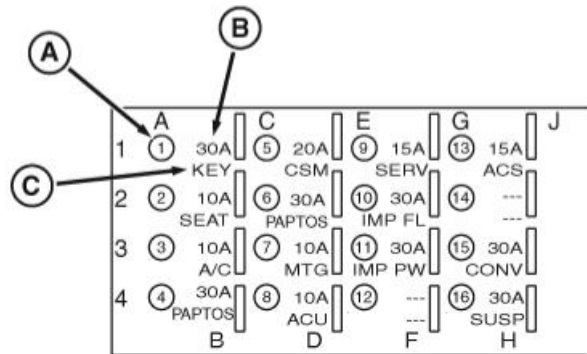 B
A
A C E G J
1 ① 30A ⑤ 20A ⑨ 15A ⑬ 15A
C KEY CSM SERV ACS
2 ② 10A ⑥ 30A ⑩ 30A ⑭ ---
SEAT PAPTOS IMP FL ---
3 ③ 10A ⑦ 10A ⑪ 30A ⑮ 30A
A/C MTG IMP PW CONV
4 ④ 30A ⑧ 10A ⑫ --- ⑯ 30A
PAPTOS ACU --- SUSP
B D F H